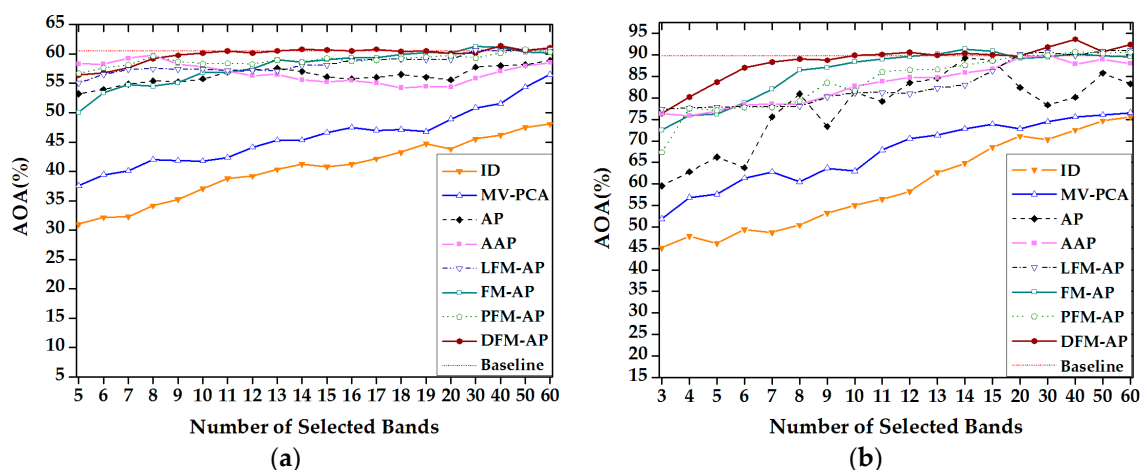 AOA(%)
65
60
55
50
45
40
35
30
25
20
15
10
5
ID
MV-PCA
AP
AAP
LFM-AP
FM-AP
PFM-AP
DFM-AP
Baseline
5 6 7 8 9 10 11 12 13 14 15 16 17 18 19 20 30 40 50 60
Number of Selected Bands
(a)
AOA(%)
95
90
85
80
75
70
65
60
55
50
45
40
35
30
25
20
15
ID
MV-PCA
AP
AAP
LFM-AP
FM-AP
PFM-AP
DFM-AP
Baseline
3 4 5 6 7 8 9 10 11 12 13 14 15 20 30 40 50 60
Number of Selected Bands
(b)